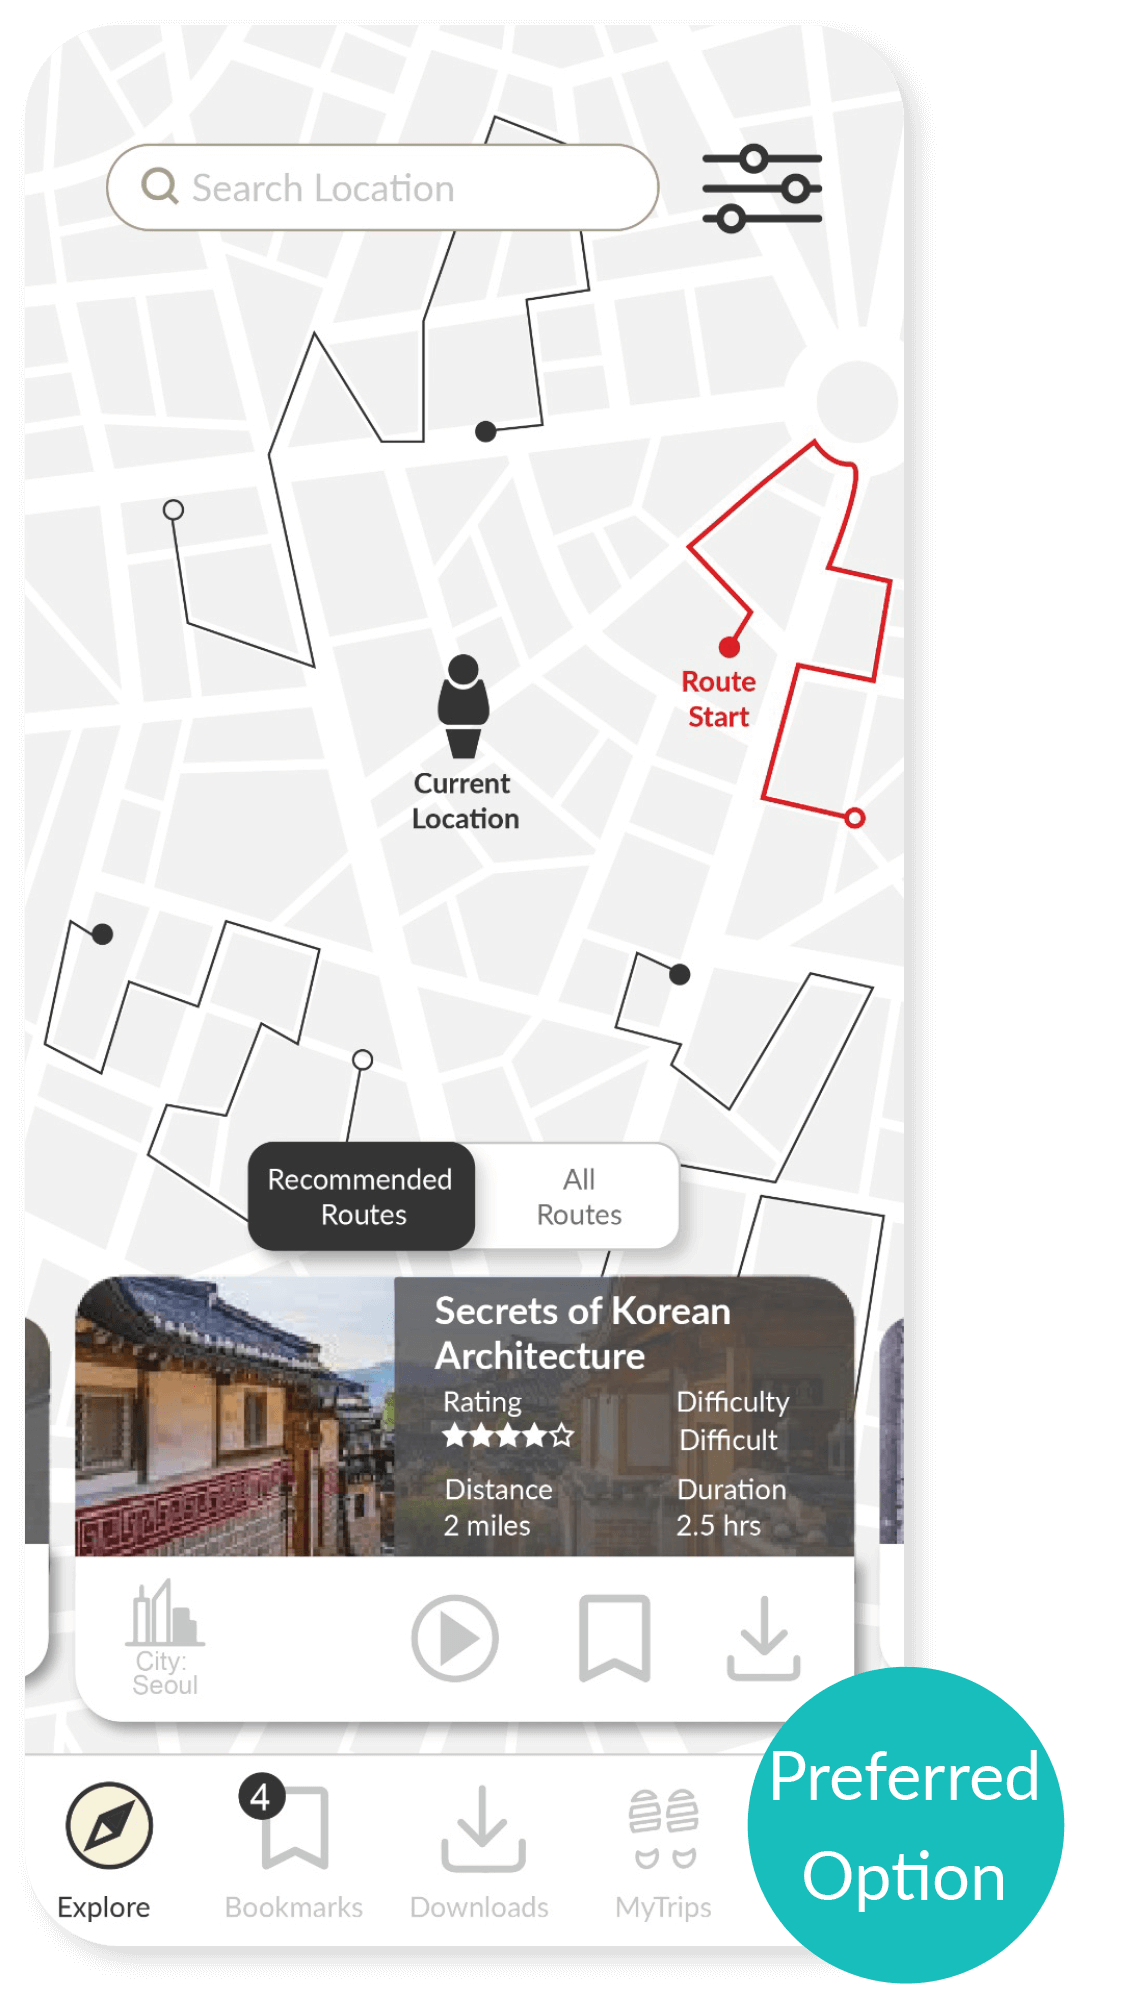 Search Location
Route
Start
Current
Location
Recommended
Routes
All
Routes
Secrets of Korean
Architecture
Rating
Difficulty
Difficult
Distance
2 miles
Duration
2.5 hrs
City:
Seoul
4
Explore
Bookmarks
Downloads
MyTrips
Preferred
Option